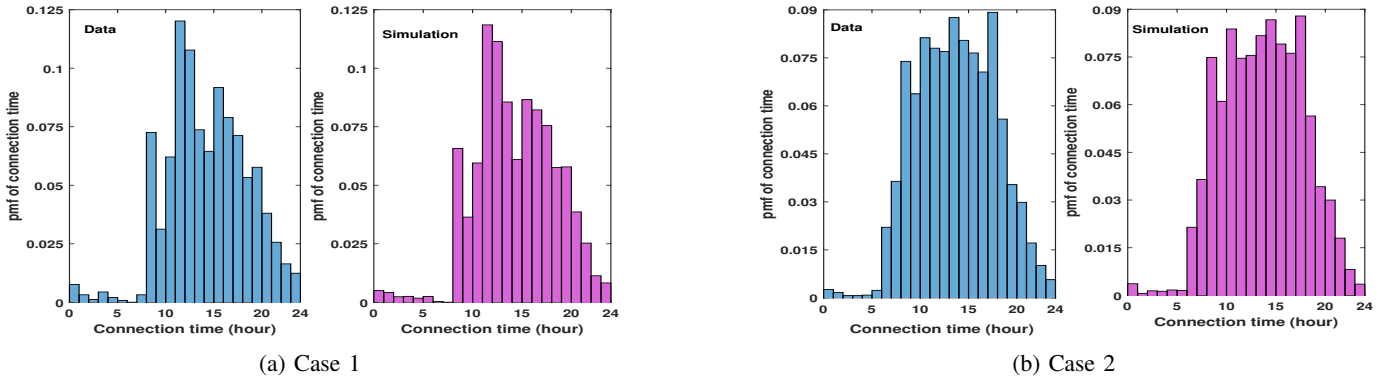 Data
pmf of connection time
0.125
0.1
0.075
0.05
0.025
0
0 5 10 15 20 24
Connection time (hour)
Simulation
pmf of connection time
0.125
0.1
0.075
0.05
0.025
0
0 5 10 15 20 24
Connection time (hour)
(a) Case 1
Data
pmf of connection time
0.09
0.075
0.06
0.045
0.03
0.015
0
0 5 10 15 20 24
Connection time (hour)
Simulation
pmf of connection time
0.09
0.075
0.06
0.045
0.03
0.015
0
0 5 10 15 20 24
Connection time (hour)
(b) Case 2